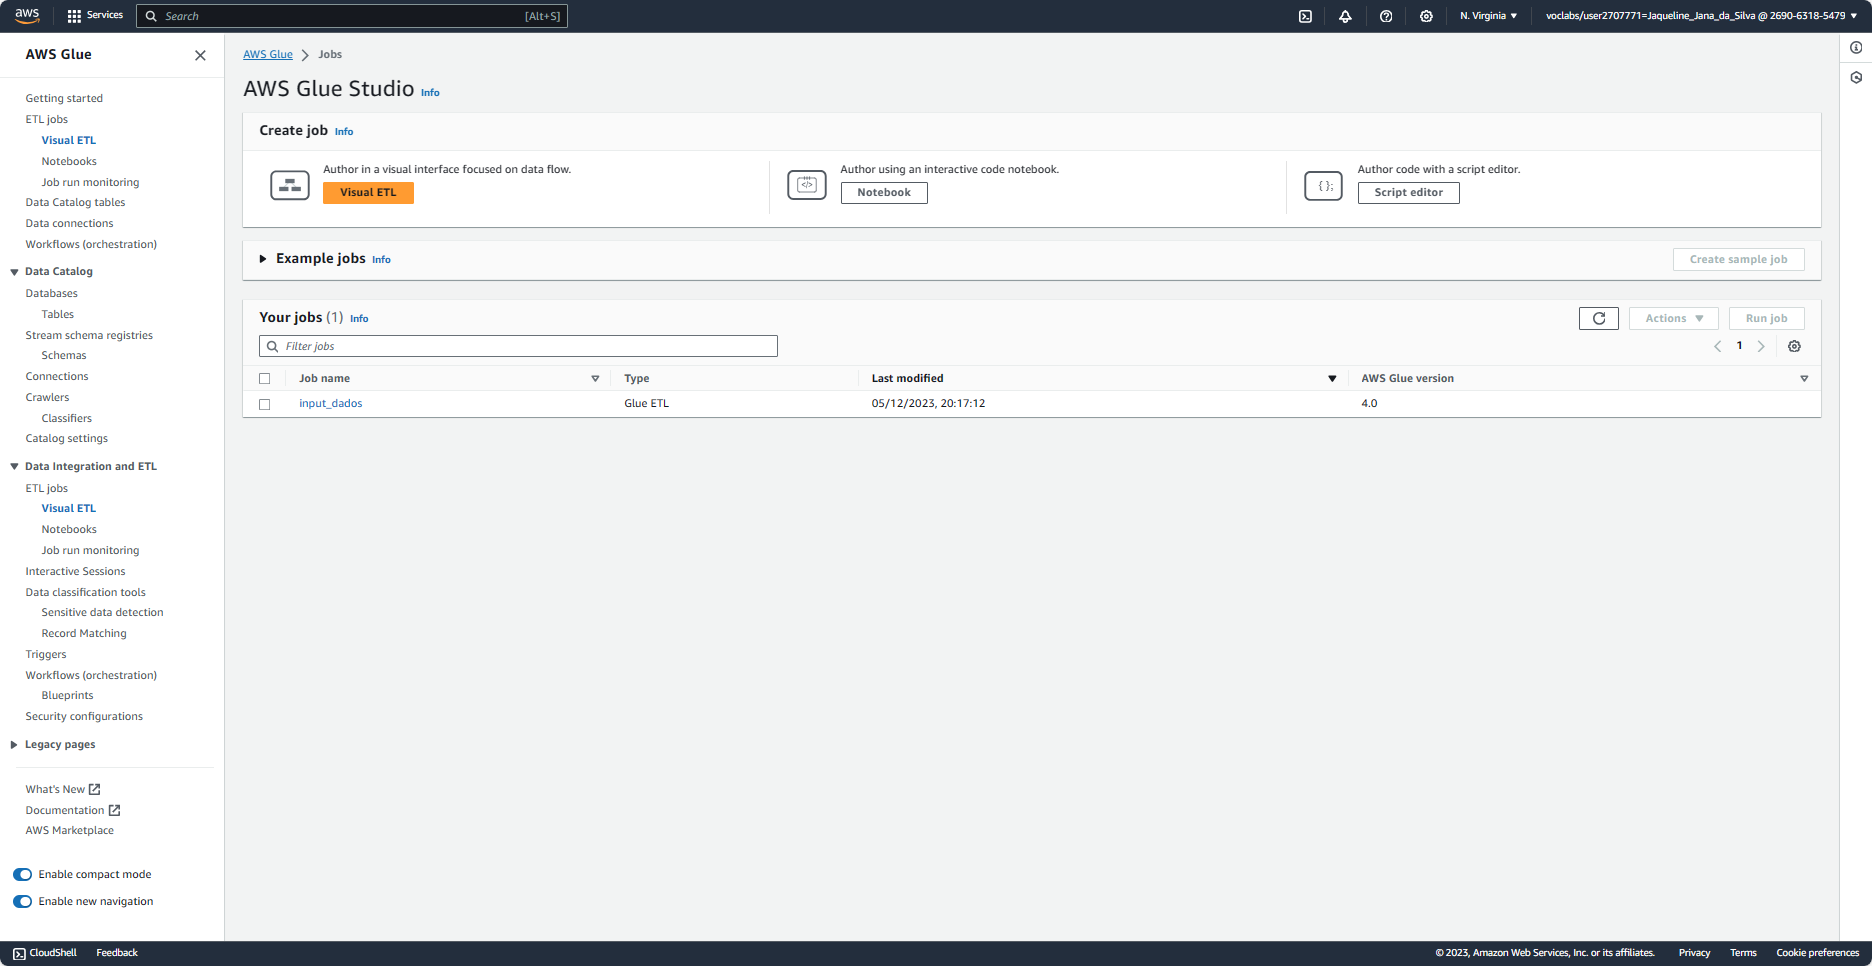 aws
Services
Search
[Alt+S]
N. Virginia
voclabs/user2707771=Jaqueline_Jana_da_Silva @ 2690-6318-5479
AWS Glue
Getting started
ETL jobs
Visual ETL
Notebooks
Job run monitoring
Data Catalog tables
Data connections
Workflows (orchestration)
Data Catalog
Databases
Tables
Stream schema registries
Schemas
Connections
Crawlers
Classifiers
Catalog settings
Data Integration and ETL
ETL jobs
Visual ETL
Notebooks
Job run monitoring
Interactive Sessions
Data classification tools
Sensitive data detection
Record Matching
Triggers
Workflows (orchestration)
Blueprints
Security configurations
Legacy pages
What's New
Documentation
AWS Marketplace
Enable compact mode
Enable new navigation
AWS Glue
Jobs
AWS Glue Studio Info
Create job Info
Author in a visual interface focused on data flow.
Visual ETL
Author using an interactive code notebook.
Notebook
Author code with a script editor.
Script editor
Example jobs Info
Create sample job
Your jobs (1) Info
Actions
Run job
Filter jobs
1
Job name Type Last modified AWS Glue version
input_dados Glue ETL 05/12/2023, 20:17:12 4.0
CloudShell
Feedback
© 2023, Amazon Web Services, Inc. or its affiliates.
Privacy
Terms
Cookie preferences